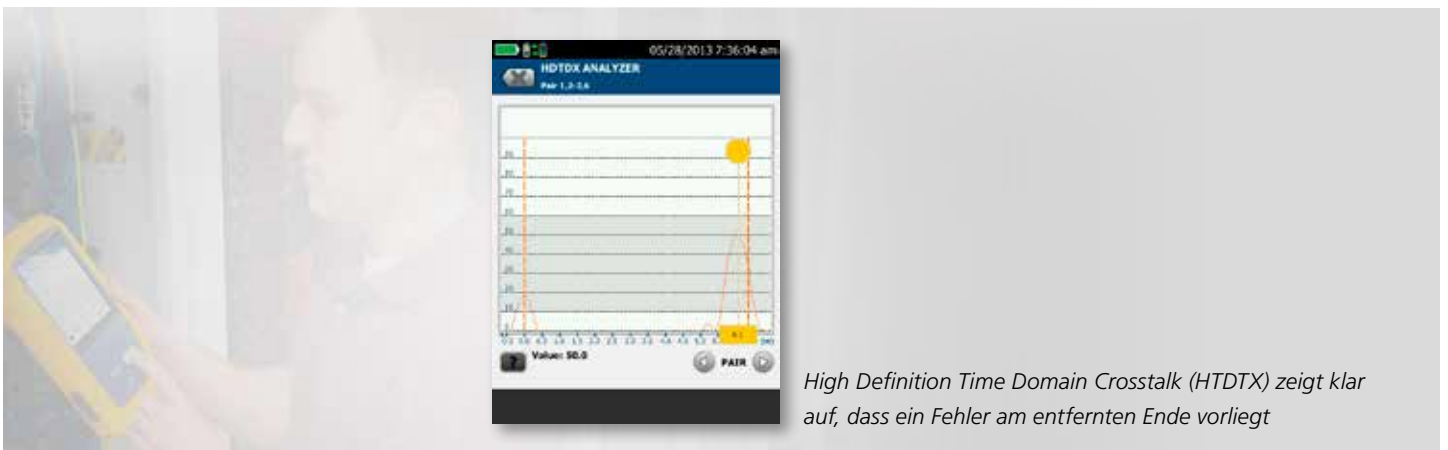 05/28/2013 7:36:04 am
HDTDX ANALYZER
Pair 1,2-3,6
Value: 50.0
PAIR
High Definition Time Domain Crosstalk (HTDTX) zeigt klar
auf, dass ein Fehler am entfernten Ende vorliegt